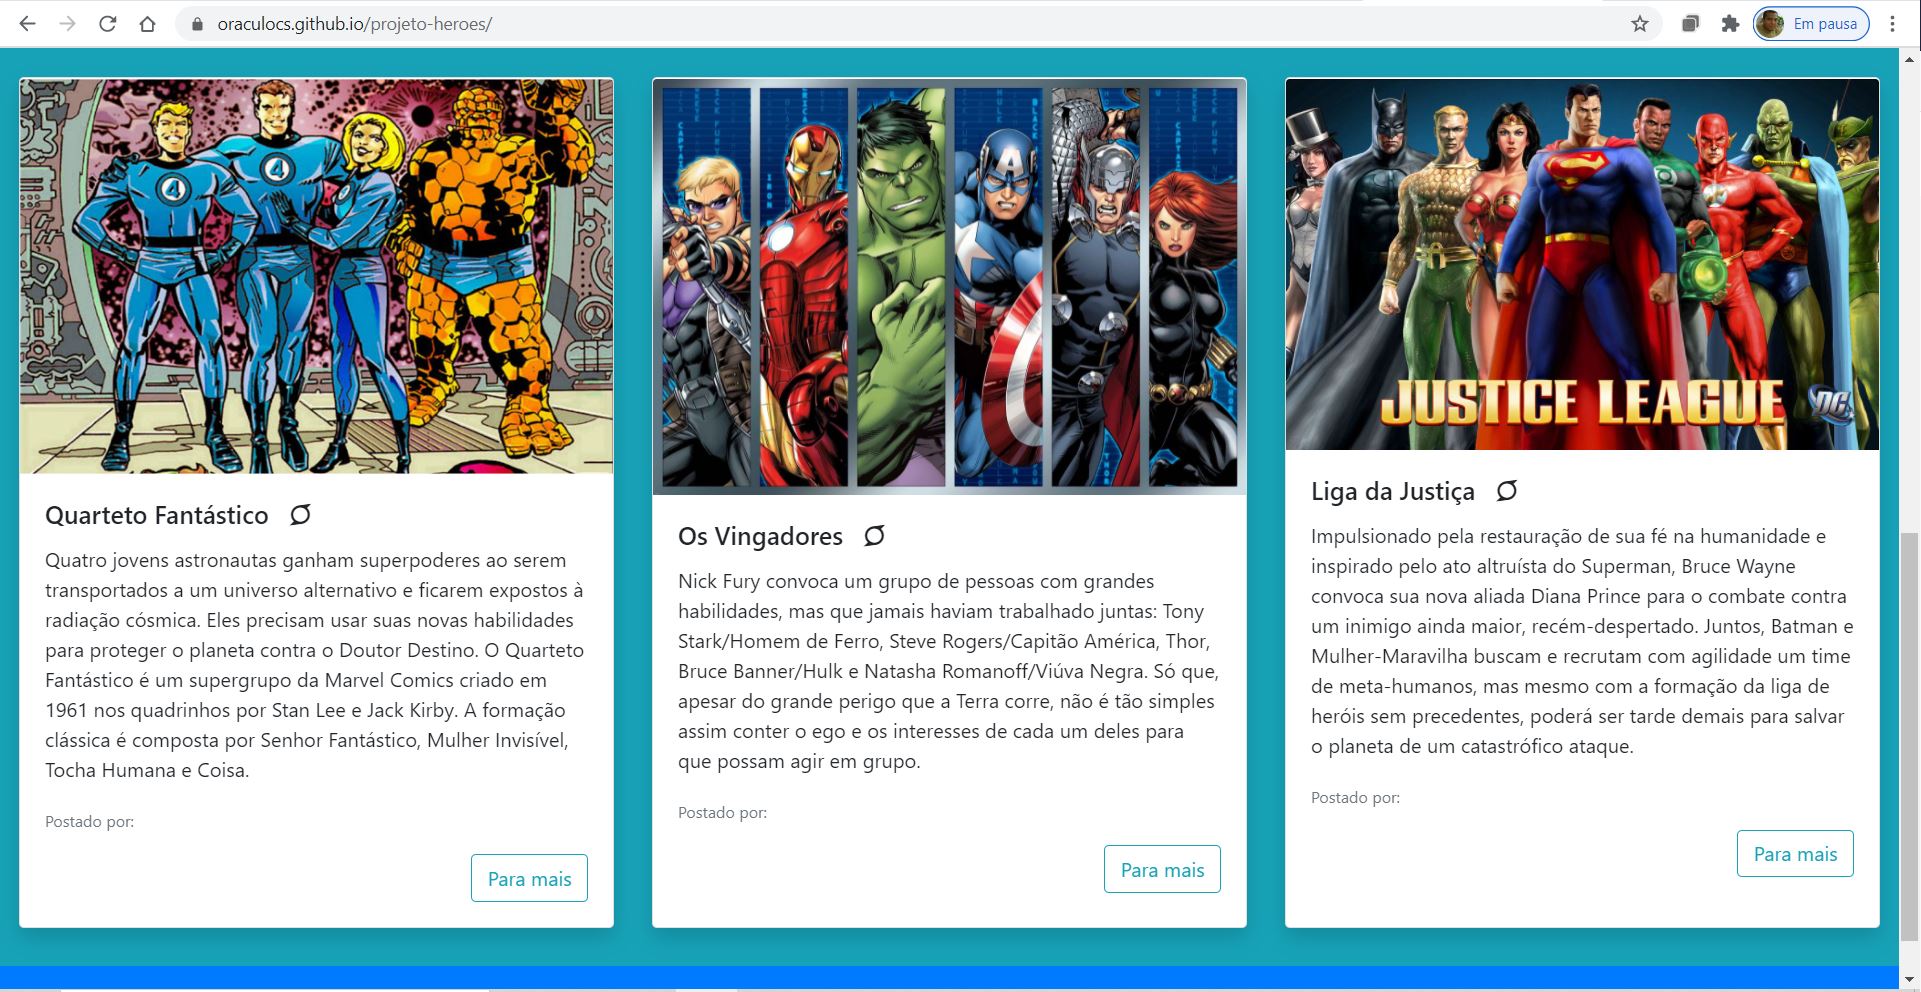 oraculocs.github.io/projeto-heroes/
Em pausa
4
4
JUSTICE LEAGUE
DC
Quarteto Fantástico
Quatro jovens astronautas ganham superpoderes ao serem
transportados a um universo alternativo e ficarem expostos à
radiação cósmica. Eles precisam usar suas novas habilidades
para proteger o planeta contra o Doutor Destino. O Quarteto
Fantástico é um supergrupo da Marvel Comics criado em
1961 nos quadrinhos por Stan Lee e Jack Kirby. A formação
clássica é composta por Senhor Fantástico, Mulher Invisível,
Tocha Humana e Coisa.
Postado por:
Para mais
Os Vingadores
Nick Fury convoca um grupo de pessoas com grandes
habilidades, mas que jamais haviam trabalhado juntas: Tony
Stark/Homem de Ferro, Steve Rogers/Capitão América, Thor,
Bruce Banner/Hulk e Natasha Romanoff/Viúva Negra. Só que,
apesar do grande perigo que a Terra corre, não é tão simples
assim conter o ego e os interesses de cada um deles para
que possam agir em grupo.
Postado por:
Para mais
Liga da Justiça
Impulsionado pela restauração de sua fé na humanidade e
inspirado pelo ato altruísta do Superman, Bruce Wayne
convoca sua nova aliada Diana Prince para o combate contra
um inimigo ainda maior, recém-despertado. Juntos, Batman e
Mulher-Maravilha buscam e recrutam com agilidade um time
de meta-humanos, mas mesmo com a formação da liga de
heróis sem precedentes, poderá ser tarde demais para salvar
o planeta de um catastrófico ataque.
Postado por:
Para mais